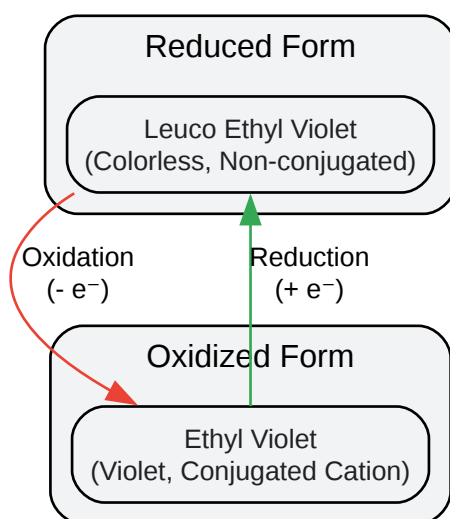 Reduced Form
Leuco Ethyl Violet
(Colorless, Non-conjugated)
Oxidation
(- e⁻)
Reduction
(+ e⁻)
Oxidized Form
Ethyl Violet
(Violet, Conjugated Cation)